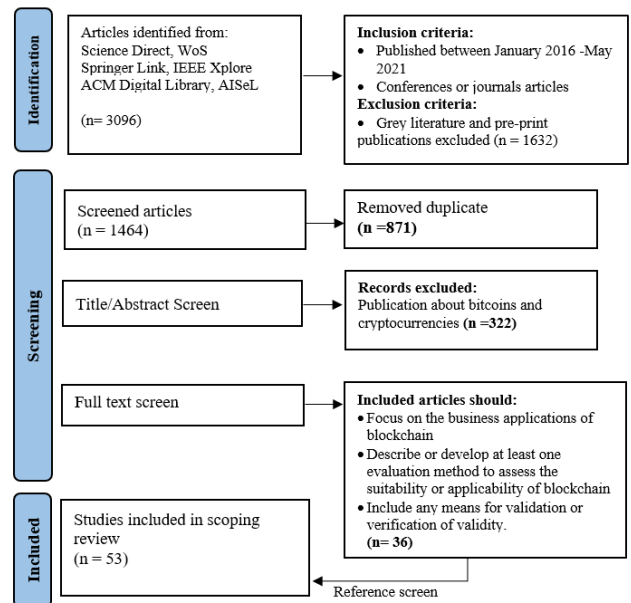 Identification
Articles identified from:
Science Direct, WoS
Springer Link, IEEE Xplore
ACM Digital Library, AISeL
(n= 3096)
Inclusion criteria:
• Published between January 2016 -May
2021
• Conferences or journals articles
Exclusion criteria:
• Grey literature and pre-print
publications excluded (n = 1632)
Screening
Screened articles
(n = 1464)
Removed duplicate
(n =871)
Title/Abstract Screen
Records excluded:
Publication about bitcoins and
cryptocurrencies (n =322)
Full text screen
Included articles should:
• Focus on the business applications of
blockchain
• Describe or develop at least one
evaluation method to assess the
suitability or applicability of blockchain
• Include any means for validation or
verification of validity.
(n= 36)
Included
Studies included in scoping
review
(n = 53)
Reference screen